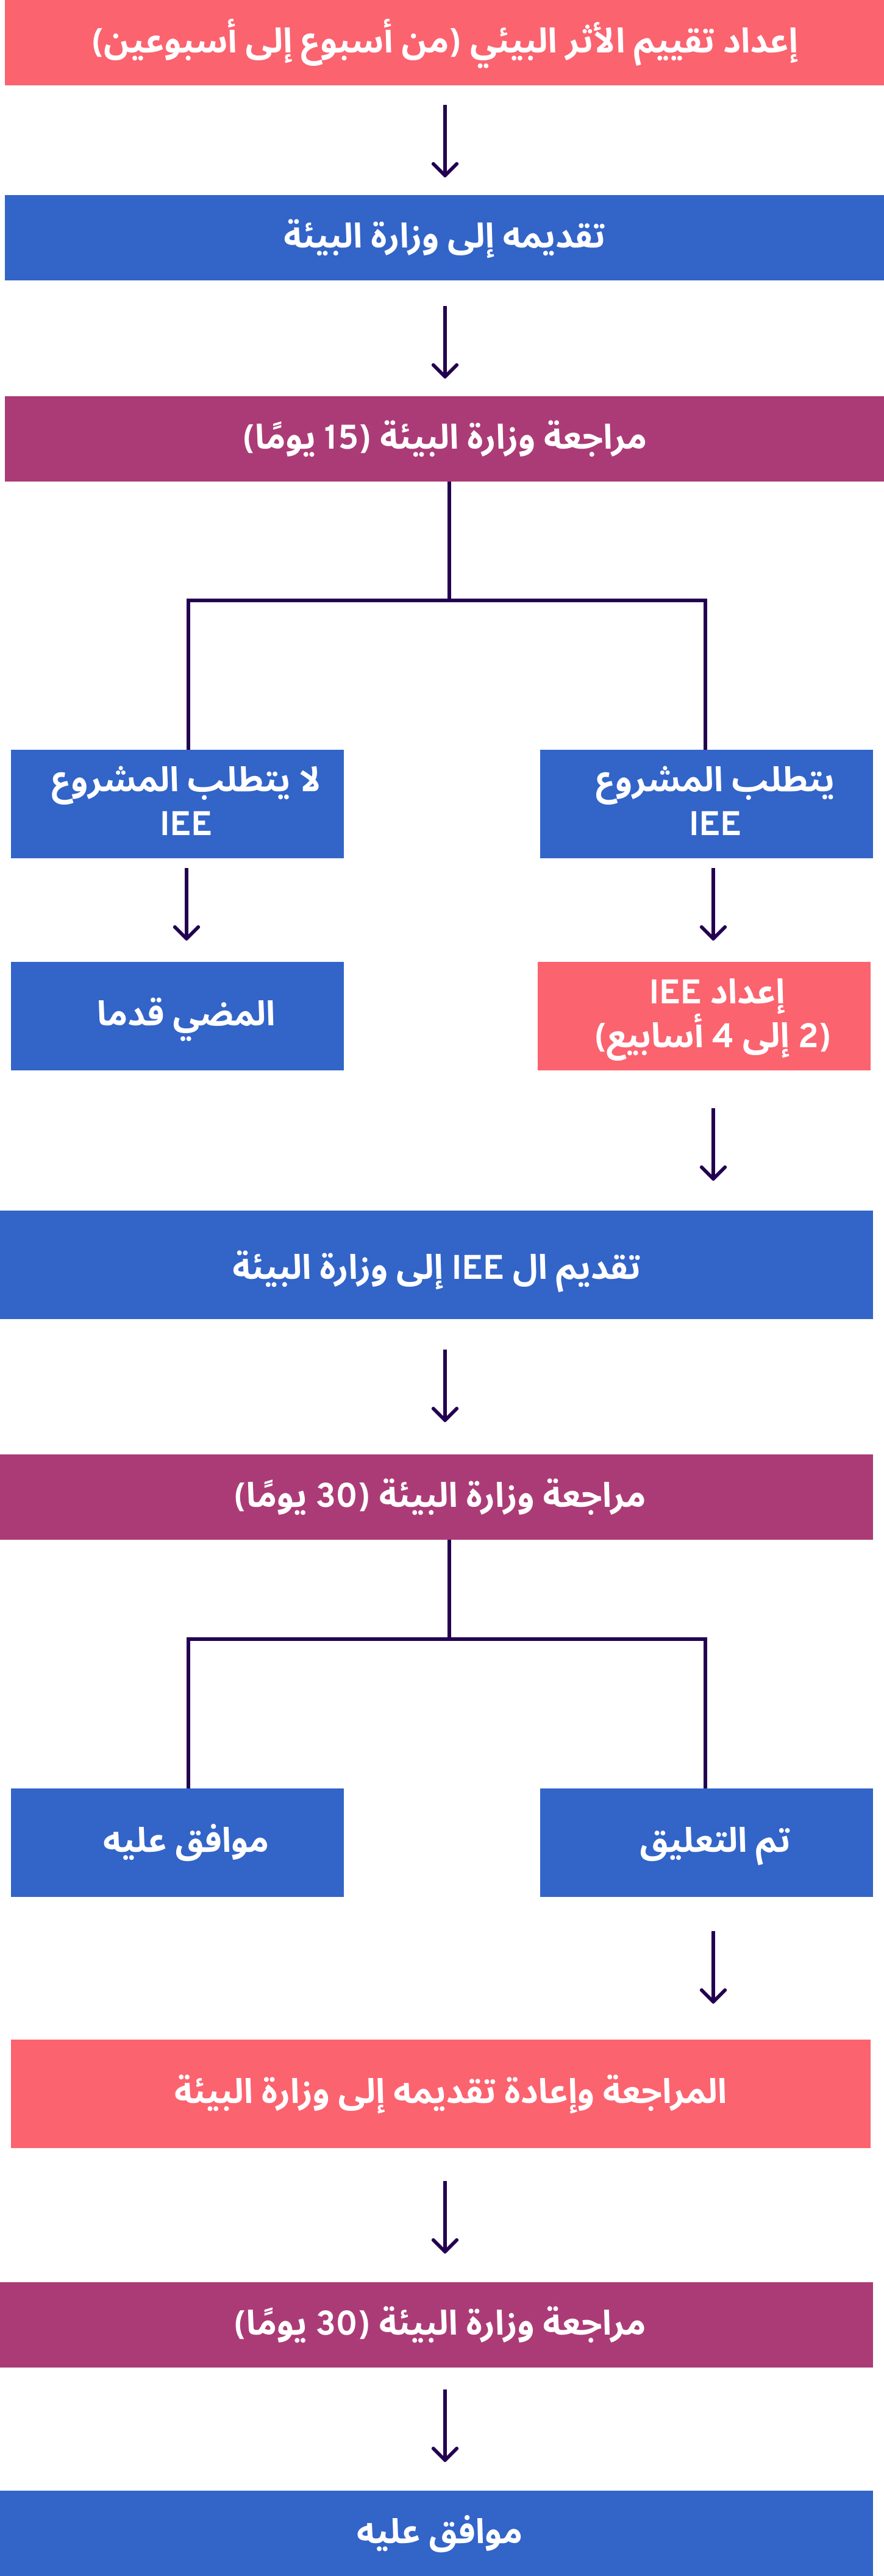 إعداد تقييم الأثر البيئي (من أسبوع إلى أسبوعين)
تقديمه إلى وزارة البيئة
مراجعة وزارة البيئة (15 يومًا)
يتطلب المشروع
IEE
لا يتطلب المشروع
IEE
إعداد IEE
(2 إلى 4 أسابيع)
المضي قدما
تقديم ال IEE إلى وزارة البيئة
مراجعة وزارة البيئة (30 يومًا)
تم التعليق
موافق عليه
المراجعة وإعادة تقديمه إلى وزارة البيئة
مراجعة وزارة البيئة (30 يومًا)
موافق عليه